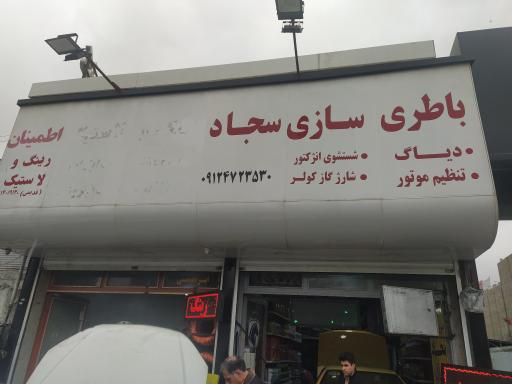 باطری سازی سجاد
• دیاگ
• تنظیم موتور
• شستشوی انژکتور
• شارژ گاز کولر
۰۹۱۲۴۷۲۳۵۳۰
اطمینان
رینگ و
لاستیک